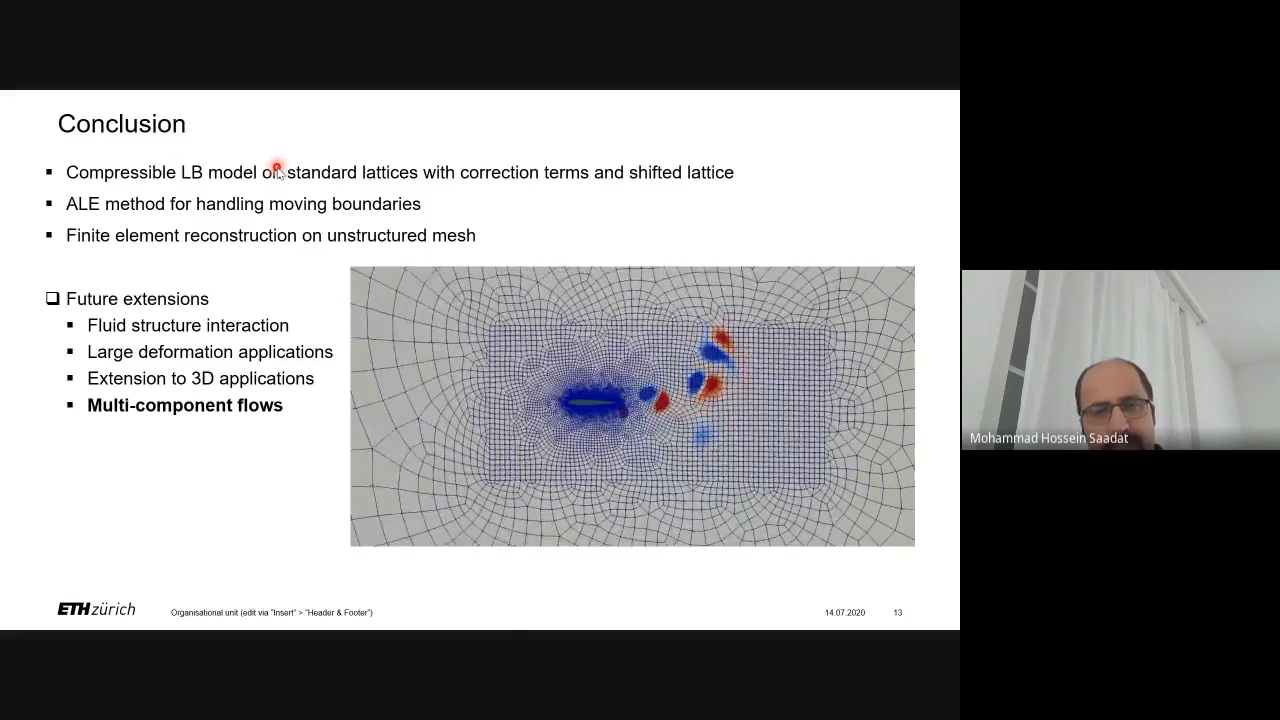 Conclusion
▪ Compressible LB model on standard lattices with correction terms and shifted lattice
▪ ALE method for handling moving boundaries
▪ Finite element reconstruction on unstructured mesh
❑ Future extensions
▪ Fluid structure interaction
▪ Large deformation applications
▪ Extension to 3D applications
▪ Multi-component flows
Mohammad Hossein Saadat
ETH zürich Organisational unit (edit via "Insert" > "Header & Footer") 14.07.2020 13